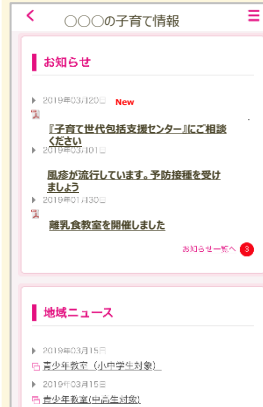 ○○○の子育て情報
お知らせ
2019年03月20日 New
『子育て世代包括支援センター』にご相談
ください
2019年03月01日
風疹が流行しています。予防接種を受け
ましょう
2019年01月30日
離乳食教室を開催しました
お知らせ一覧へ 3
地域ニュース
2019年03月15日
青少年教室（小中学生対象）
2019年03月15日
青少年教室(中高生対象)